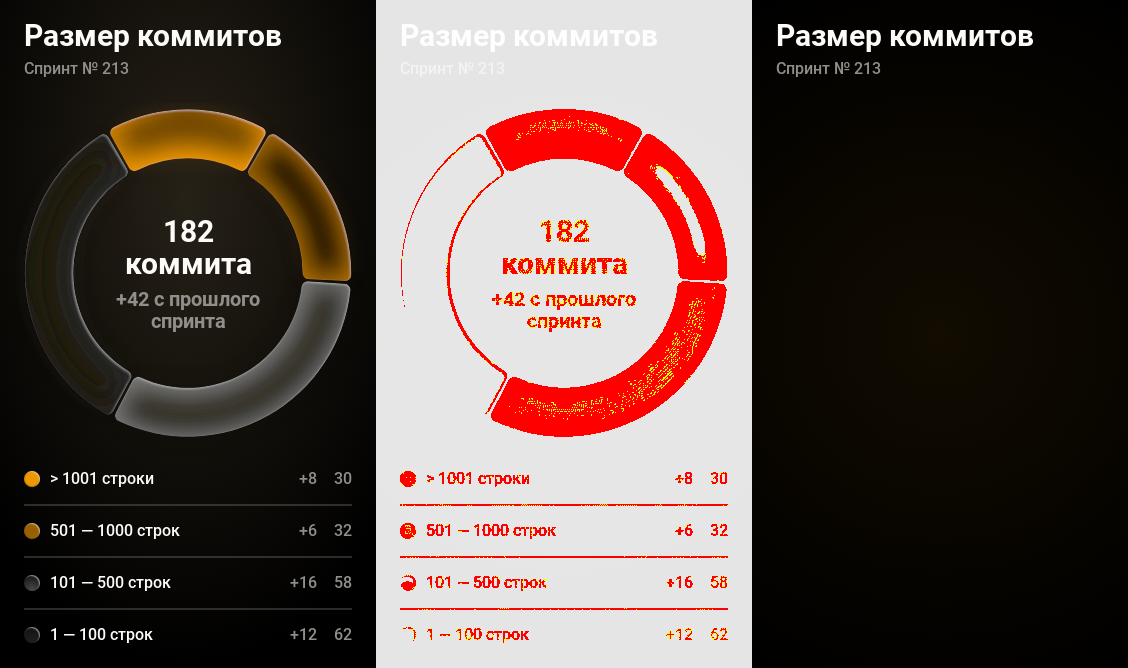 Размер коммитов
Спринт № 213
182
коммита
+42 с прошлого
спринта
> 1001 строки +8 30
501 — 1000 строк +6 32
101 — 500 строк +16 58
1 — 100 строк +12 62
Размер коммитов
Спринт № 213
182
коммита
+42 с прошлого
спринта
> 1001 строки +8 30
501 — 1000 строк +6 32
101 — 500 строк +16 58
1 — 100 строк +12 62
Размер коммитов
Спринт № 213